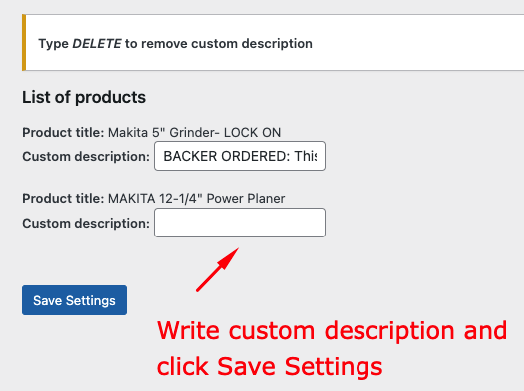 Type DELETE to remove custom description
List of products
Product title: Makita 5" Grinder- LOCK ON
Custom description: BACKER ORDERED: This
Product title: MAKITA 12-1/4" Power Planer
Custom description:
Save Settings
Write custom description and
click Save Settings